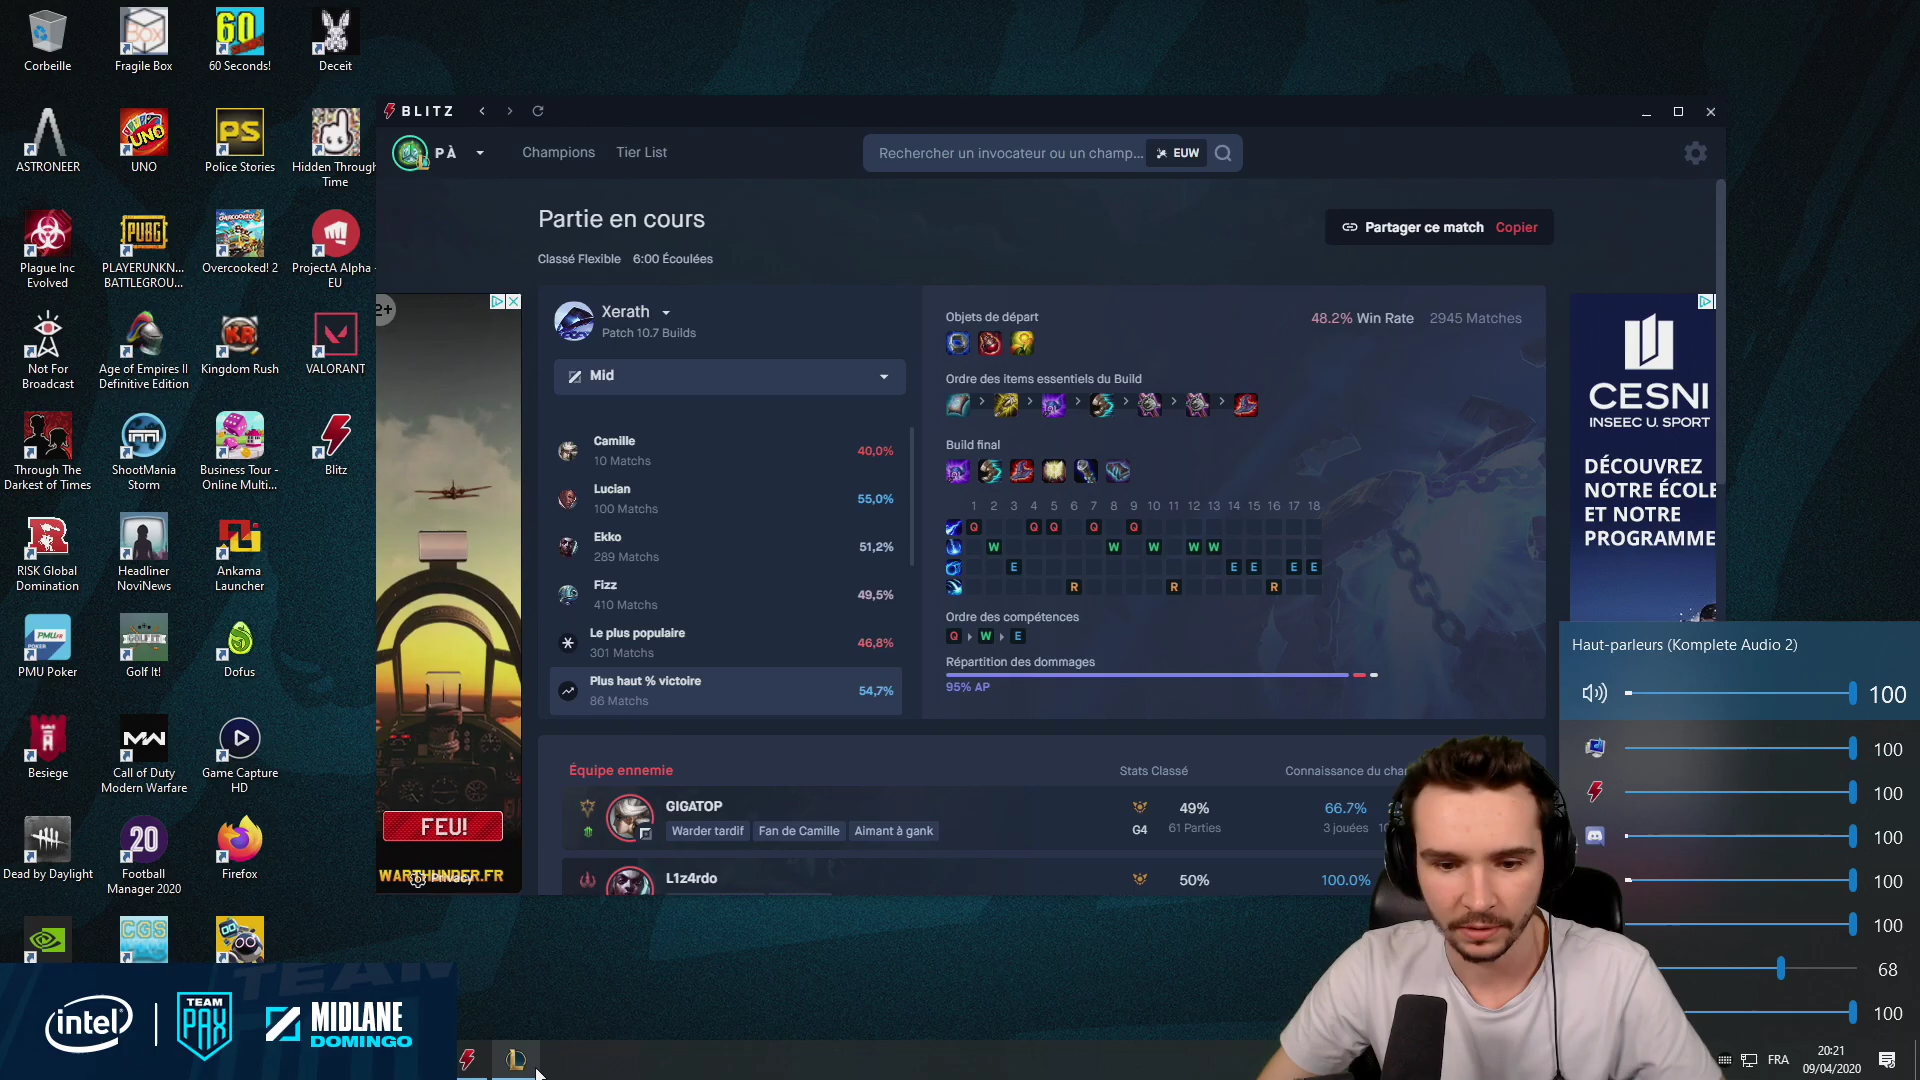 Corbeille
Fragile Box
60 Seconds!
Deceit
ASTRONEER
UNO
Police Stories
Hidden Through
Time
Plague Inc
Evolved
PLAYERUNKN...
BATTLEGROU...
Overcooked! 2
ProjectA Alpha -
EU
Not For
Broadcast
Age of Empires II
Definitive Edition
Kingdom Rush
VALORANT
Through The
Darkest of Times
ShootMania
Storm
Business Tour -
Online Multi...
Blitz
RISK Global
Domination
Headliner
NoviNews
Ankama
Launcher
PMU Poker
Golf It!
Dofus
Besiege
Call of Duty
Modern Warfare
Game Capture
HD
Dead by Daylight
Football
Manager 2020
Firefox
BLITZ
PÀ
Champions
Tier List
Rechercher un invocateur ou un champ...
EUW
Partie en cours
Classé Flexible 6:00 Écoulées
Partager ce match Copier
Xerath
Patch 10.7 Builds
Mid
Camille
10 Matchs
40,0%
Lucian
100 Matchs
55,0%
Ekko
289 Matchs
51,2%
Fizz
410 Matchs
49,5%
Le plus populaire
301 Matchs
46,8%
Plus haut % victoire
86 Matchs
54,7%
Objets de départ
48.2% Win Rate 2945 Matches
Ordre des items essentiels du Build
Build final
1 2 3 4 5 6 7 8 9 10 11 12 13 14 15 16 17 18
Q Q Q Q Q
W W W W W
E E E E E
R R R
Ordre des compétences
Q W E
Répartition des dommages
95% AP
Équipe ennemie
Stats Classé
Connaissance du cha
GIGATOP
Warder tardif Fan de Camille Aimant à gank
G4
49%
61 Parties
66.7%
3 jouées
L1z4rdo
50%
100.0%
2+
FEU!
WARTHUNDER.FR
Privacy
CESNI
INSEEC U. SPORT
DÉCOUVREZ
NOTRE ÉCOLE
ET NOTRE
PROGRAMME
Haut-parleurs (Komplete Audio 2)
100
100
100
100
100
100
68
100
intel
TEAM
PAX
MIDLANE
DOMINGO
FRA
20:21
09/04/2020